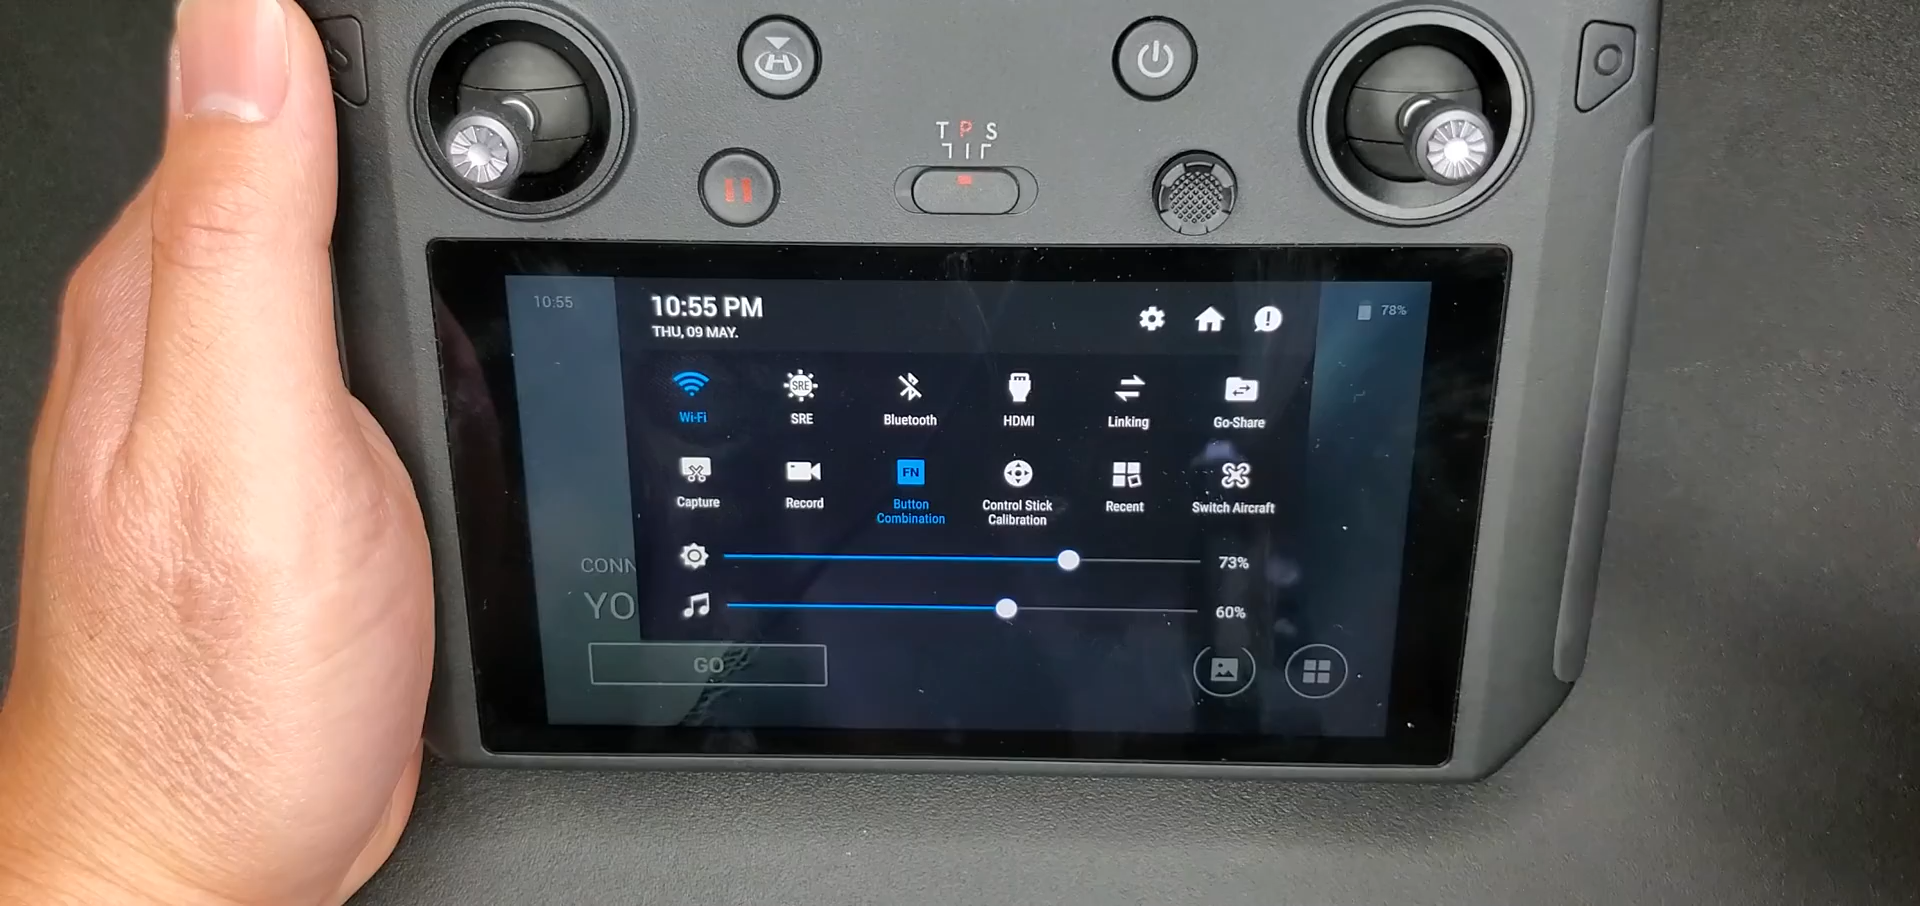 T P S
10:55
10:55 PM
THU, 09 MAY.
78%
Wi-Fi
SRE
SRE
Bluetooth
HDMI
Linking
Go-Share
Capture
Record
FN
Button
Combination
Control Stick
Calibration
Recent
Switch Aircraft
73%
60%
CONN
YO
GO